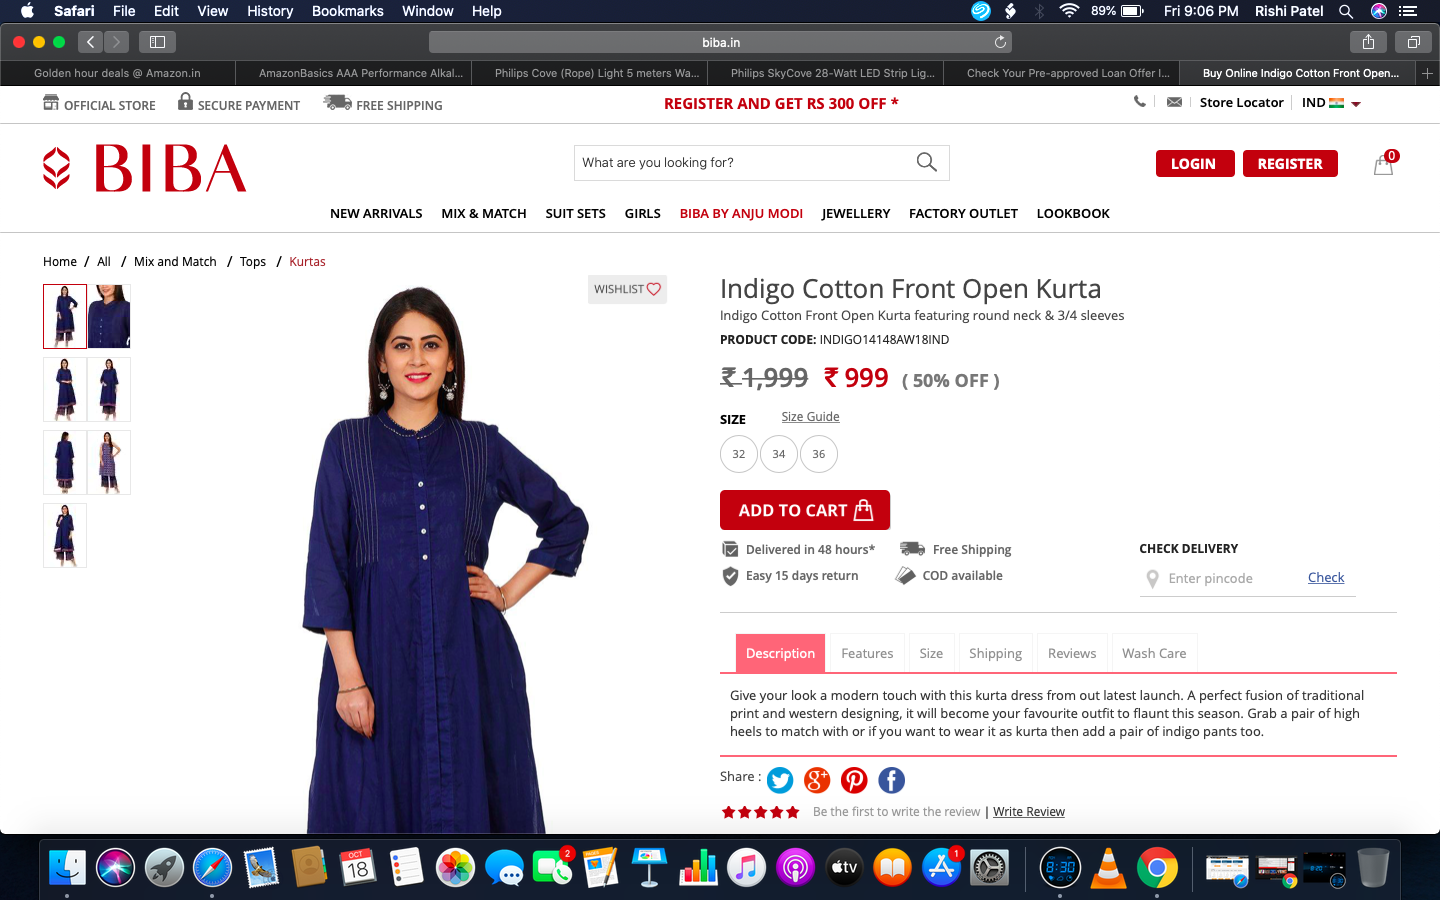 Safari File Edit View History Bookmarks Window Help 89% Fri 9:06 PM Rishi Patel
biba.in
Golden hour deals @ Amazon.in AmazonBasics AAA Performance Alkal... Philips Cove (Rope) Light 5 meters Wa... Philips SkyCove 28-Watt LED Strip Lig... Check Your Pre-approved Loan Offer I... Buy Online Indigo Cotton Front Open...
OFFICIAL STORE SECURE PAYMENT FREE SHIPPING REGISTER AND GET RS 300 OFF * Store Locator IND
BIBA What are you looking for? LOGIN REGISTER 0
NEW ARRIVALS MIX & MATCH SUIT SETS GIRLS BIBA BY ANJU MODI JEWELLERY FACTORY OUTLET LOOKBOOK
Home / All / Mix and Match / Tops / Kurtas
WISHLIST
Indigo Cotton Front Open Kurta
Indigo Cotton Front Open Kurta featuring round neck & 3/4 sleeves
PRODUCT CODE: INDIGO14148AW18IND
₹ 1,999 ₹ 999 ( 50% OFF )
SIZE Size Guide
32 34 36
ADD TO CART
Delivered in 48 hours* Free Shipping
Easy 15 days return COD available
CHECK DELIVERY
Enter pincode Check
Description Features Size Shipping Reviews Wash Care
Give your look a modern touch with this kurta dress from out latest launch. A perfect fusion of traditional
print and western designing, it will become your favourite outfit to flaunt this season. Grab a pair of high
heels to match with or if you want to wear it as kurta then add a pair of indigo pants too.
Share :
Be the first to write the review | Write Review
OCT
18
2
tv
1
8:30